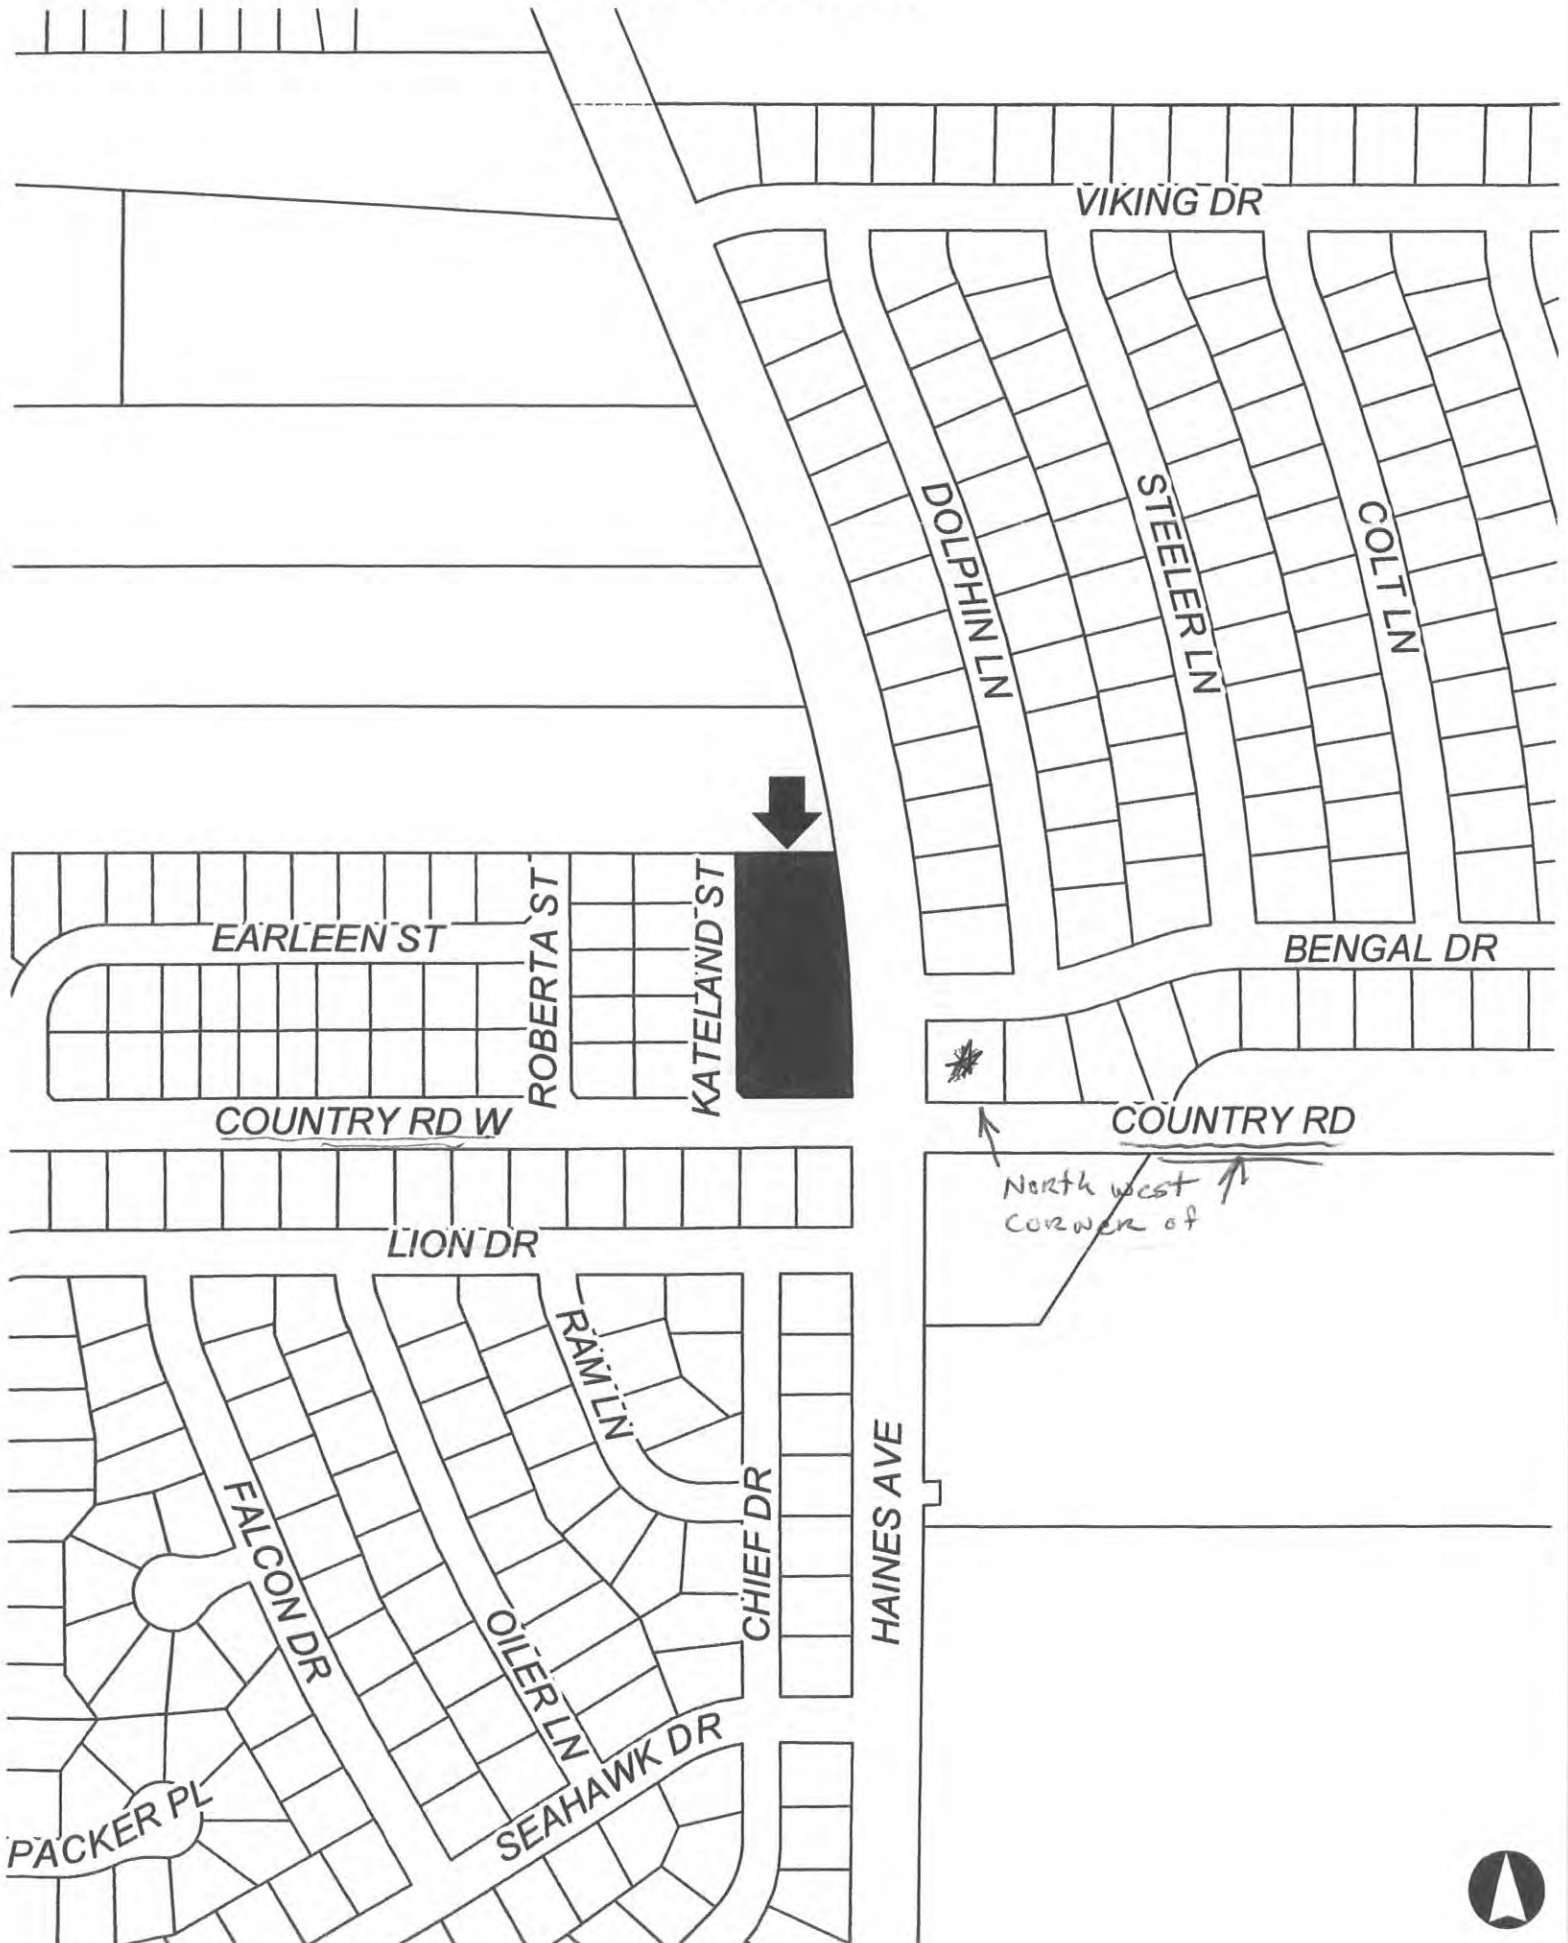 VIKING DR
DOLPHIN LN
STEELER LN
COLT LN
EARLEEN ST
ROBERTA ST
KATELAND ST
BENGAL DR
COUNTRY RD W
COUNTRY RD
North west
corner of
LION DR
RAM LN
FALCON DR
OILER LN
CHIEF DR
HAINES AVE
SEAHAWK DR
PACKER PL